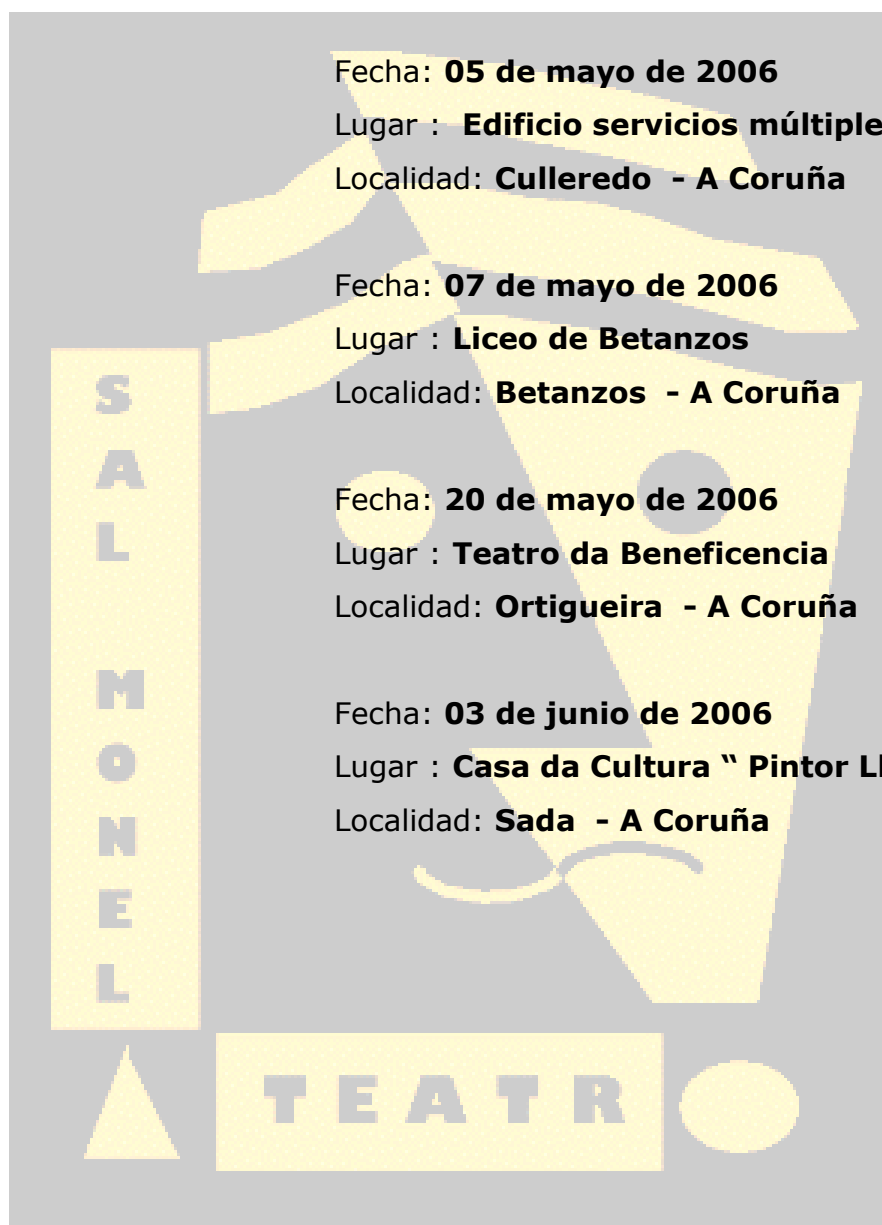 Fecha: 05 de mayo de 2006
Lugar : Edificio servicios múltiple
Localidad: Culleredo - A Coruña
Fecha: 07 de mayo de 2006
Lugar : Liceo de Betanzos
Localidad: Betanzos - A Coruña
Fecha: 20 de mayo de 2006
Lugar : Teatro da Beneficencia
Localidad: Ortigueira - A Coruña
Fecha: 03 de junio de 2006
Lugar : Casa da Cultura “ Pintor Ll
Localidad: Sada - A Coruña
SAL MONEL
TEATR